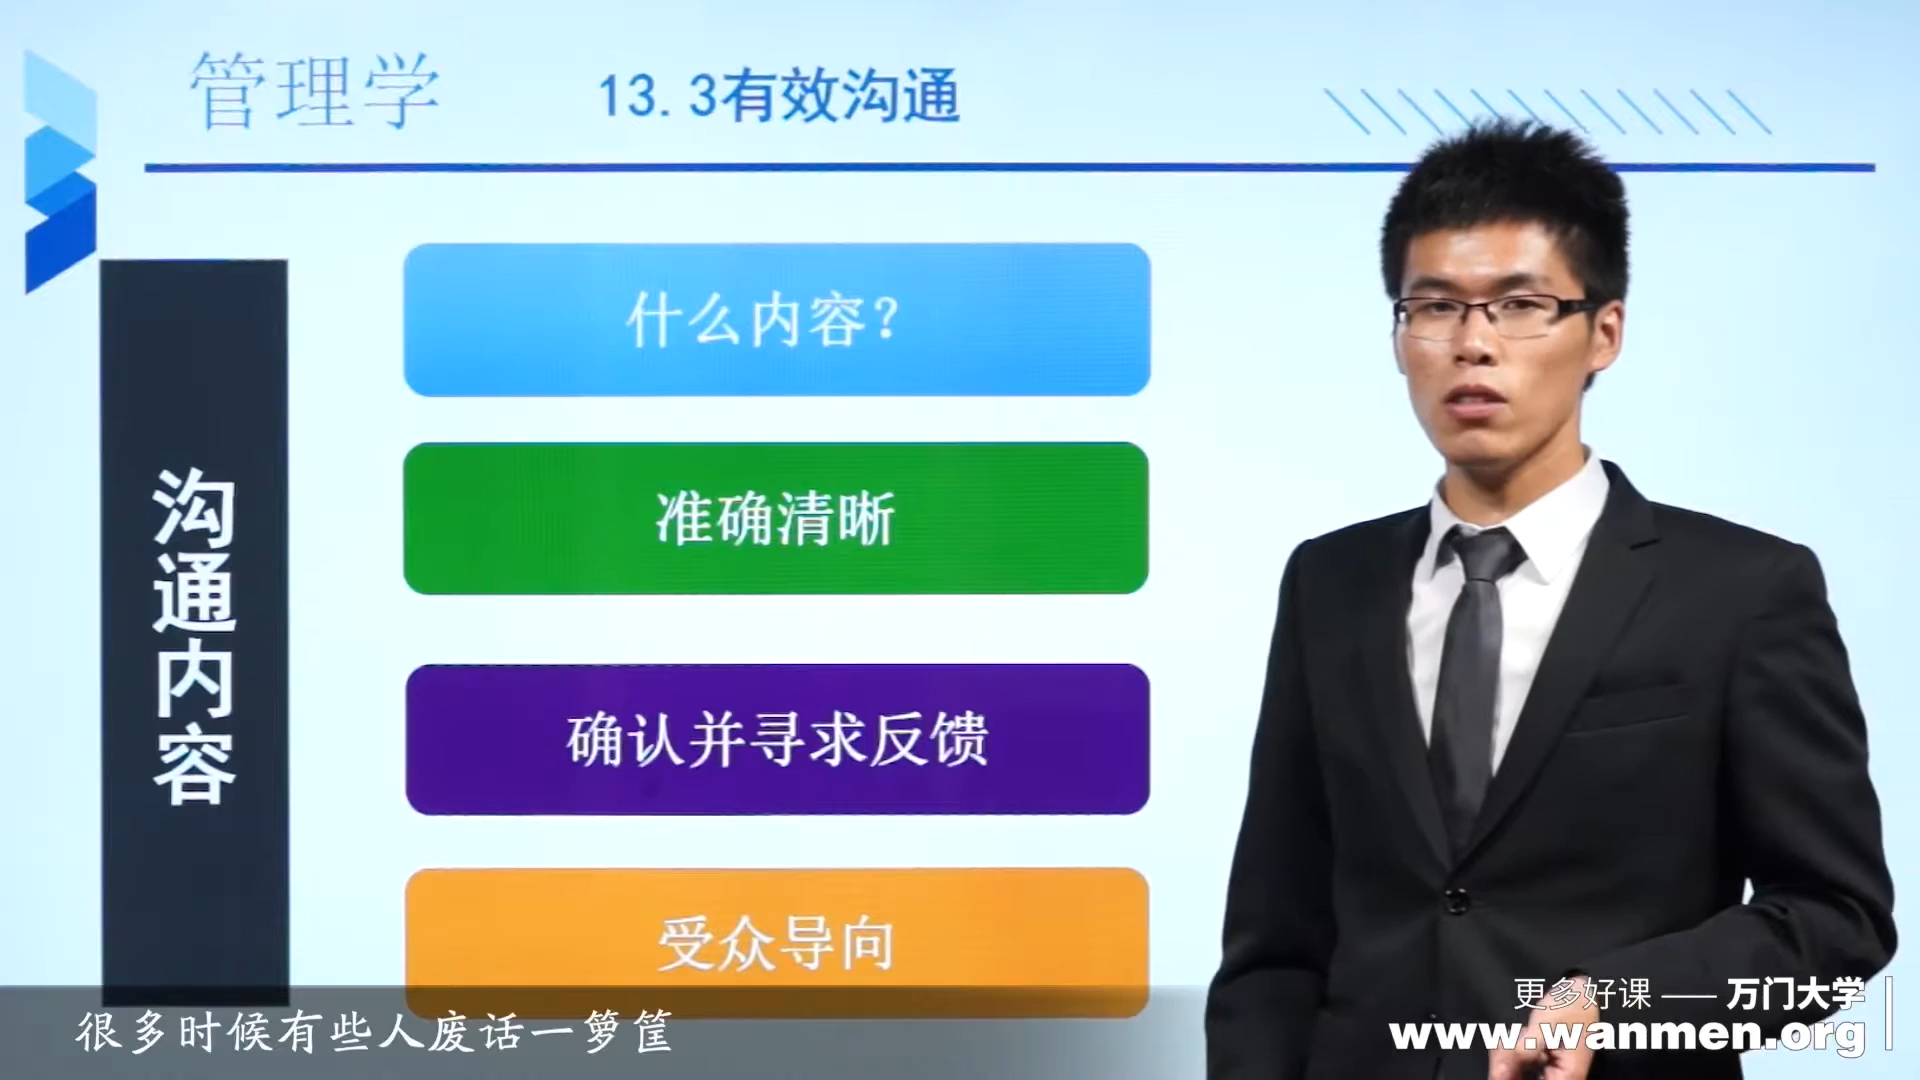 管理学
13.3有效沟通
沟通内容
什么内容？
准确清晰
确认并寻求反馈
受众导向
很多时候有些人废话一箩筐
更多好课 —— 万门大学
www.wanmen.org